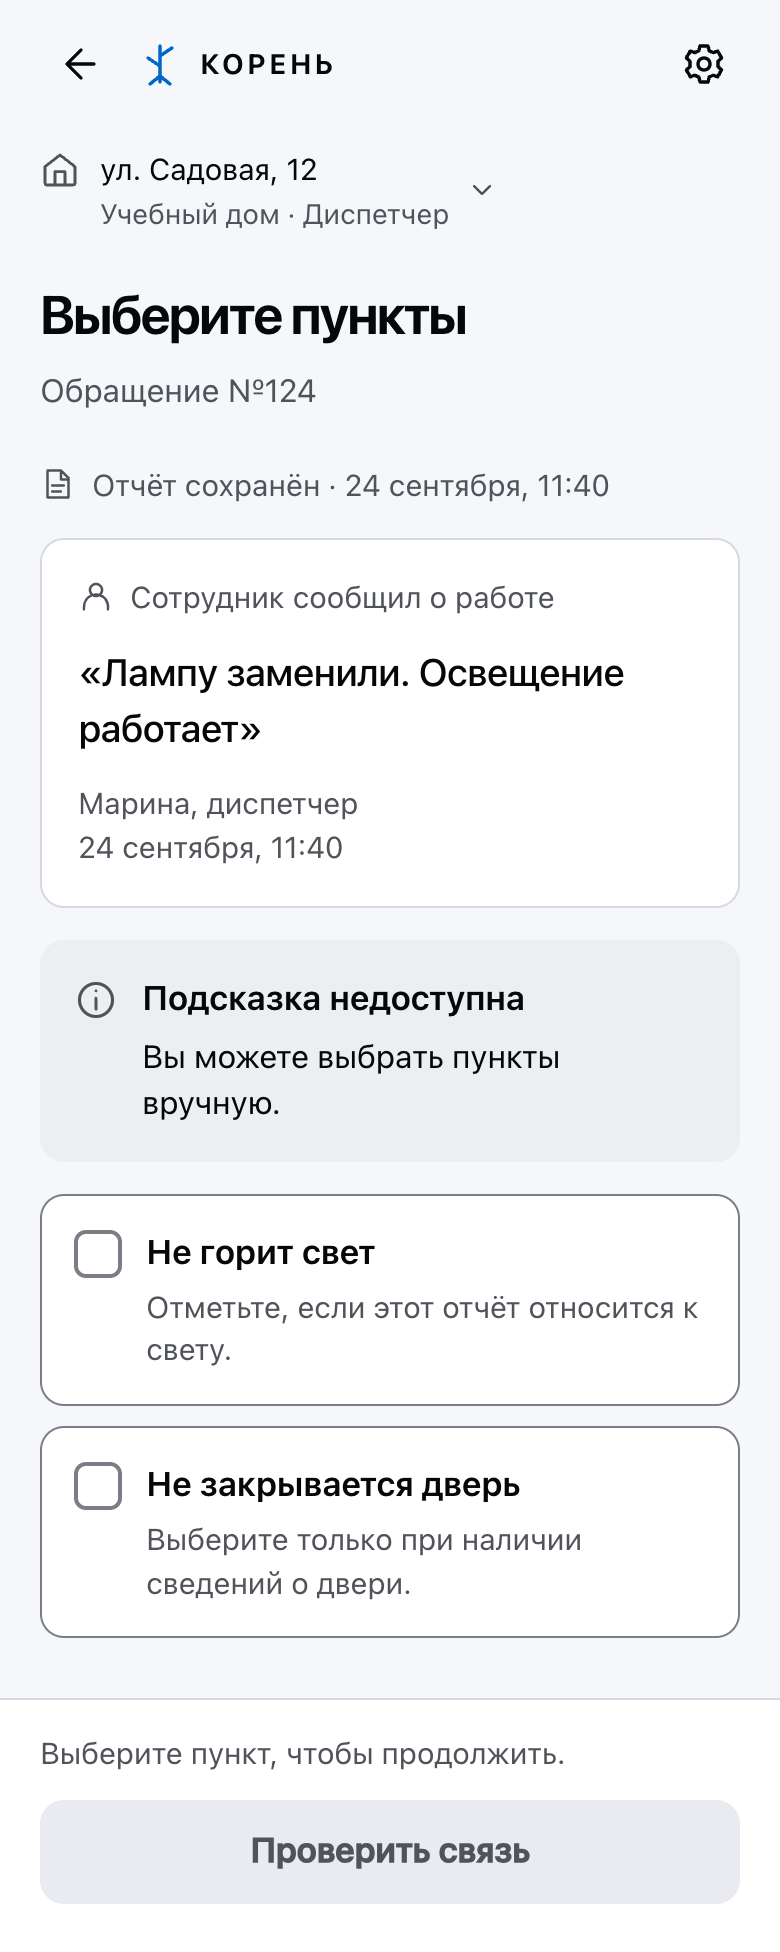 КОРЕНЬ
ул. Садовая, 12
Учебный дом · Диспетчер
Выберите пункты
Обращение №124
Отчёт сохранён · 24 сентября, 11:40
Сотрудник сообщил о работе
«Лампу заменили. Освещение
работает»
Марина, диспетчер
24 сентября, 11:40
Подсказка недоступна
Вы можете выбрать пункты
вручную.
Не горит свет
Отметьте, если этот отчёт относится к
свету.
Не закрывается дверь
Выберите только при наличии
сведений о двери.
Выберите пункт, чтобы продолжить.
Проверить связь